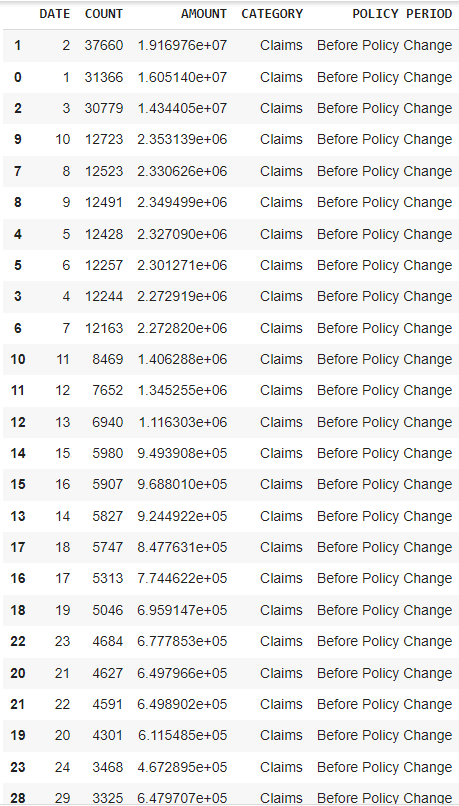 DATE COUNT AMOUNT CATEGORY POLICY PERIOD
1 2 37660 1.916976e+07 Claims Before Policy Change
0 1 31366 1.605140e+07 Claims Before Policy Change
2 3 30779 1.434405e+07 Claims Before Policy Change
9 10 12723 2.353139e+06 Claims Before Policy Change
7 8 12523 2.330626e+06 Claims Before Policy Change
8 9 12491 2.349499e+06 Claims Before Policy Change
4 5 12428 2.327090e+06 Claims Before Policy Change
5 6 12257 2.301271e+06 Claims Before Policy Change
3 4 12244 2.272919e+06 Claims Before Policy Change
6 7 12163 2.272820e+06 Claims Before Policy Change
10 11 8469 1.406288e+06 Claims Before Policy Change
11 12 7652 1.345255e+06 Claims Before Policy Change
12 13 6940 1.116303e+06 Claims Before Policy Change
14 15 5980 9.493908e+05 Claims Before Policy Change
15 16 5907 9.688010e+05 Claims Before Policy Change
13 14 5827 9.244922e+05 Claims Before Policy Change
17 18 5747 8.477631e+05 Claims Before Policy Change
16 17 5313 7.744622e+05 Claims Before Policy Change
18 19 5046 6.959147e+05 Claims Before Policy Change
22 23 4684 6.777853e+05 Claims Before Policy Change
20 21 4627 6.497966e+05 Claims Before Policy Change
21 22 4591 6.498902e+05 Claims Before Policy Change
19 20 4301 6.115485e+05 Claims Before Policy Change
23 24 3468 4.672895e+05 Claims Before Policy Change
28 29 3325 6.479707e+05 Claims Before Policy Change